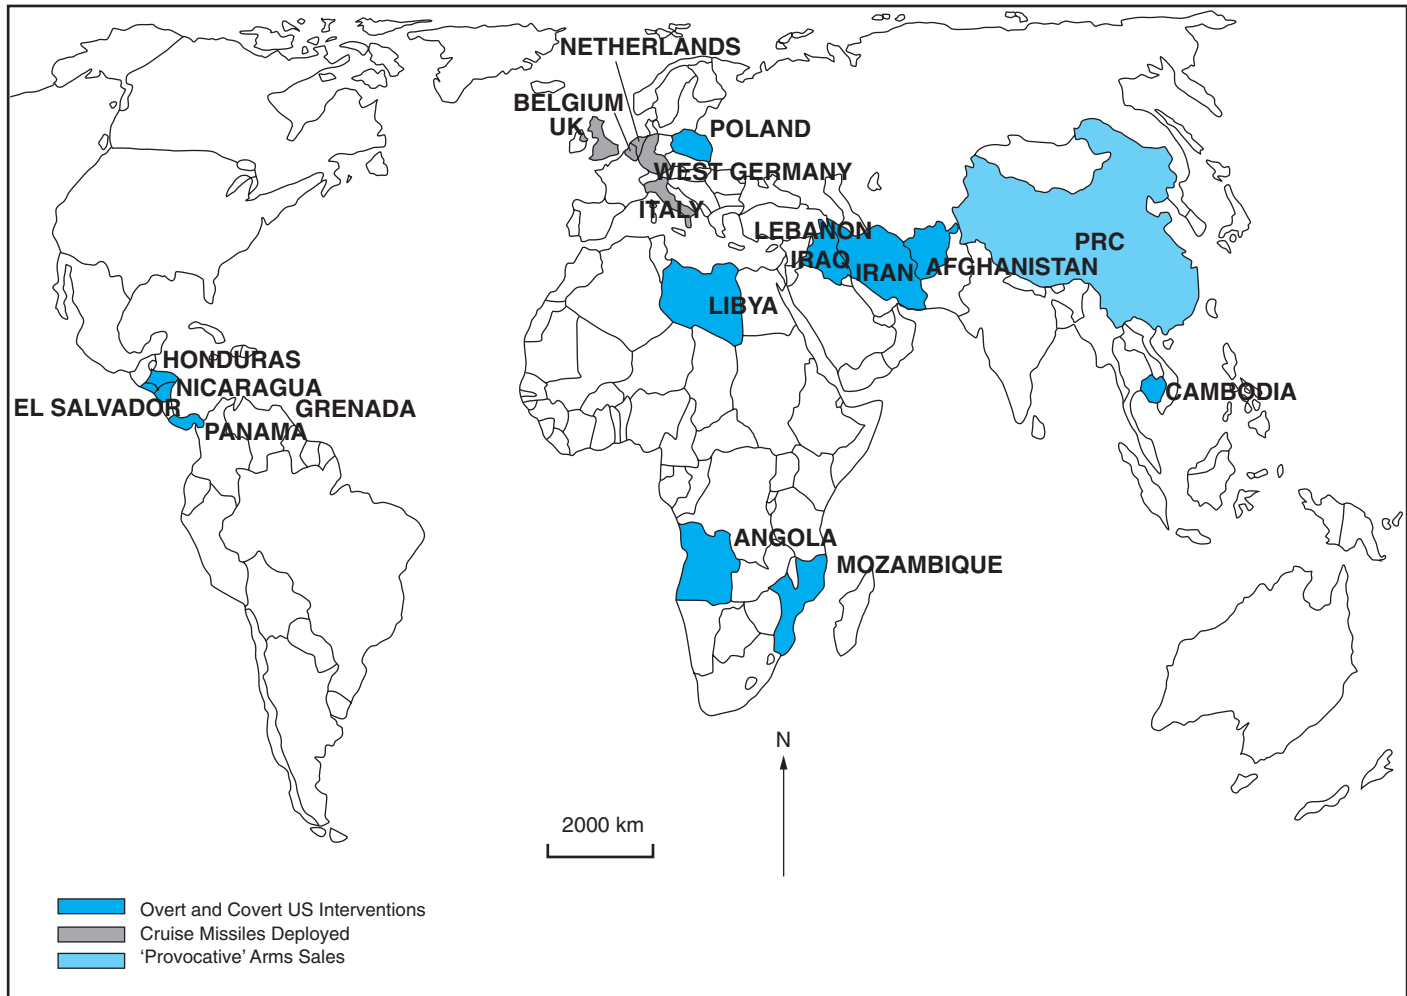 NETHERLANDS
BELGIUM
UK
POLAND
WEST GERMANY
ITALY
LEBANON
IRAQ
IRAN
AFGHANISTAN
PRC
LIBYA
HONDURAS
NICARAGUA
EL SALVADOR
GRENADA
PANAMA
CAMBODIA
ANGOLA
MOZAMBIQUE
N
2000 km
Overt and Covert US Interventions
Cruise Missiles Deployed
‘Provocative’ Arms Sales